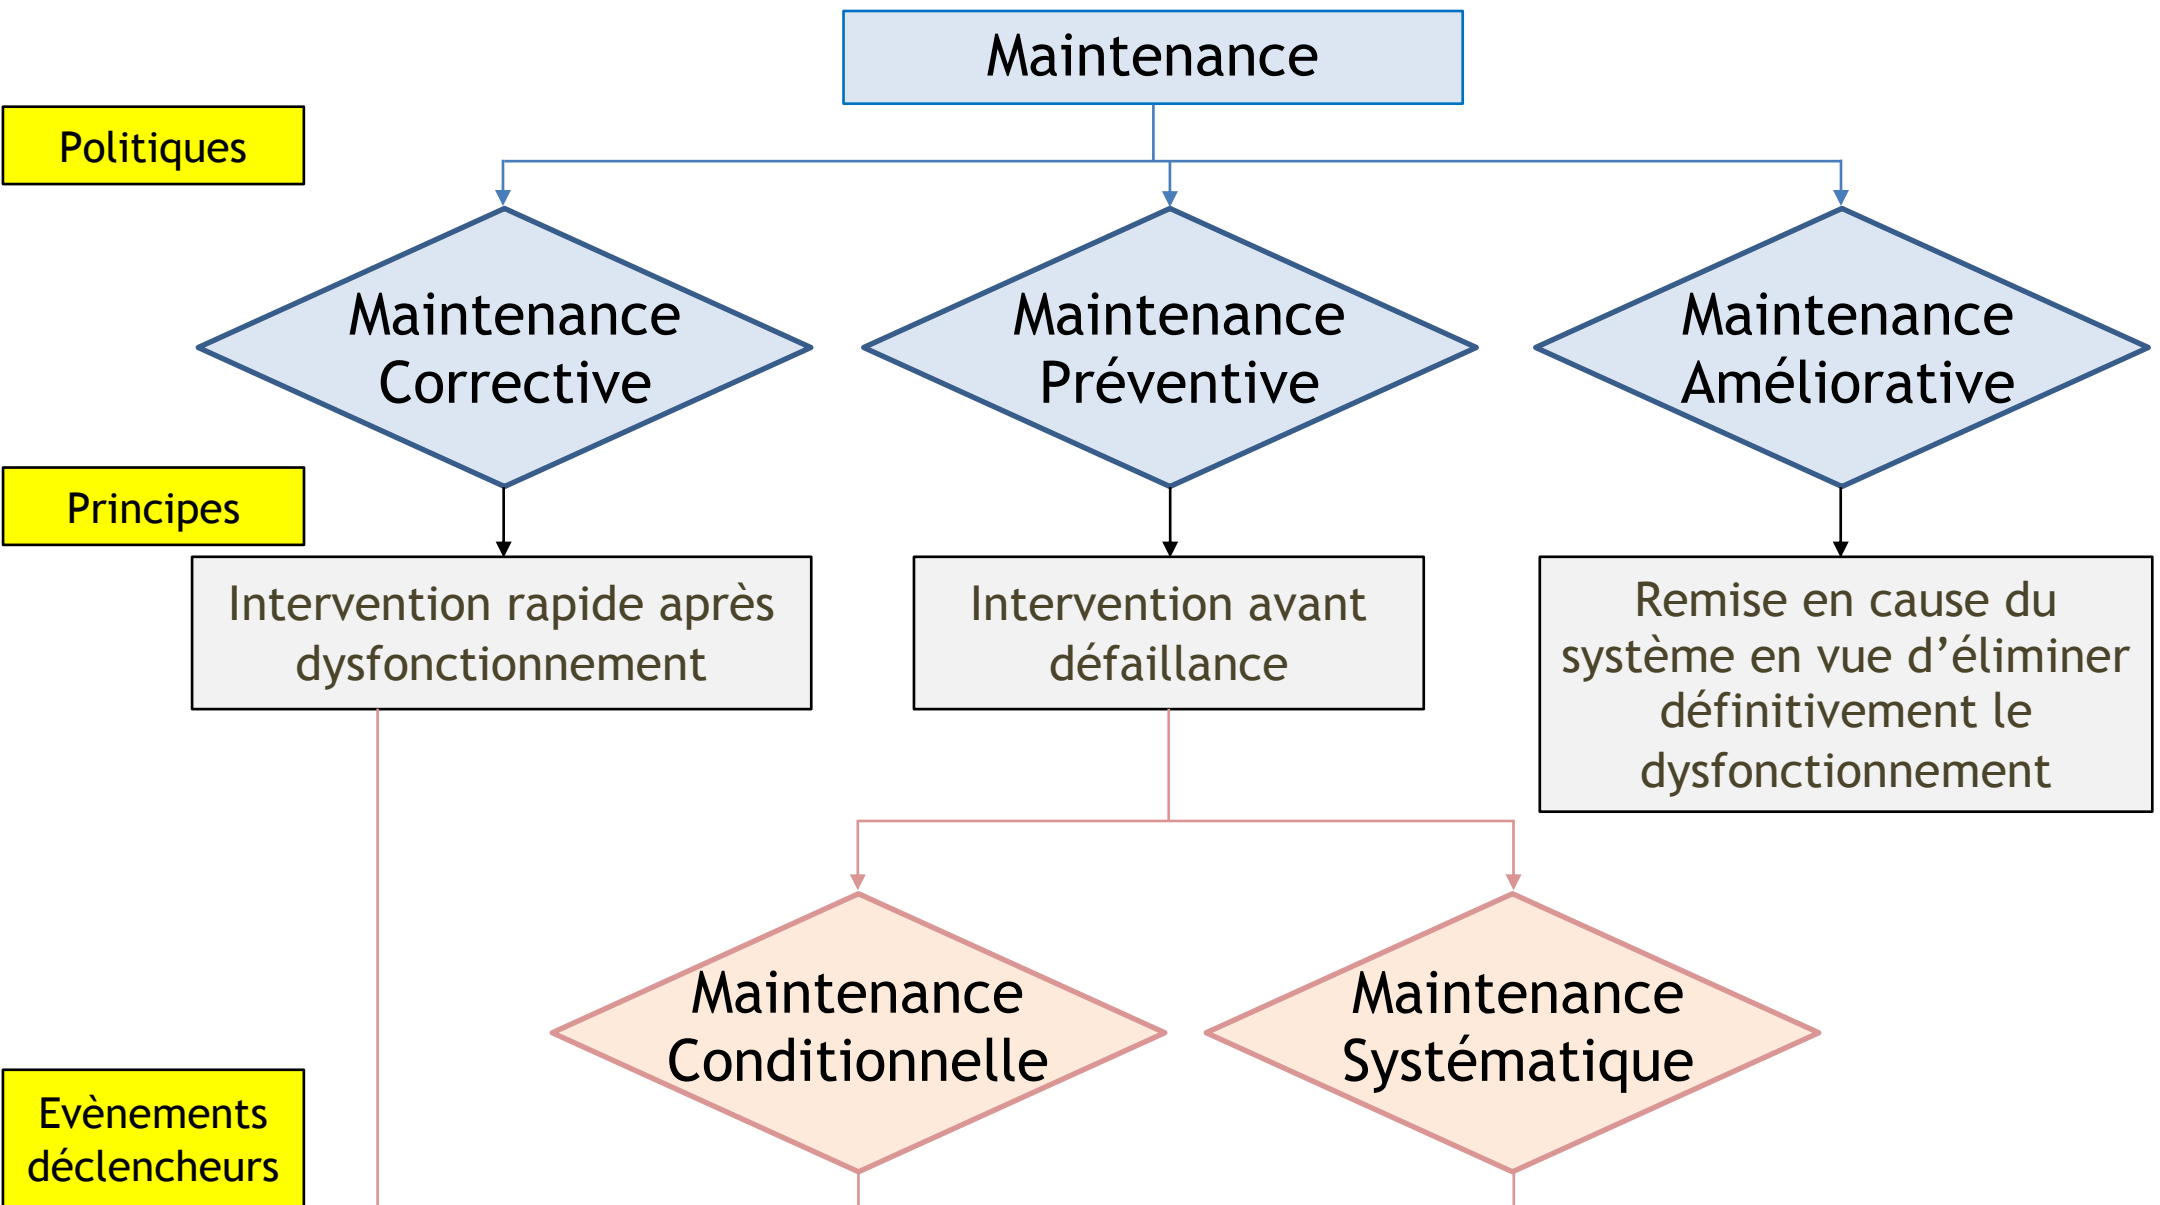 Maintenance
Politiques
Maintenance
Corrective
Maintenance
Préventive
Maintenance
Améliorative
Principes
Intervention rapide après
dysfonctionnement
Intervention avant
défaillance
Remise en cause du
système en vue d’éliminer
définitivement le
dysfonctionnement
Maintenance
Conditionnelle
Maintenance
Systématique
Evènements
déclencheurs